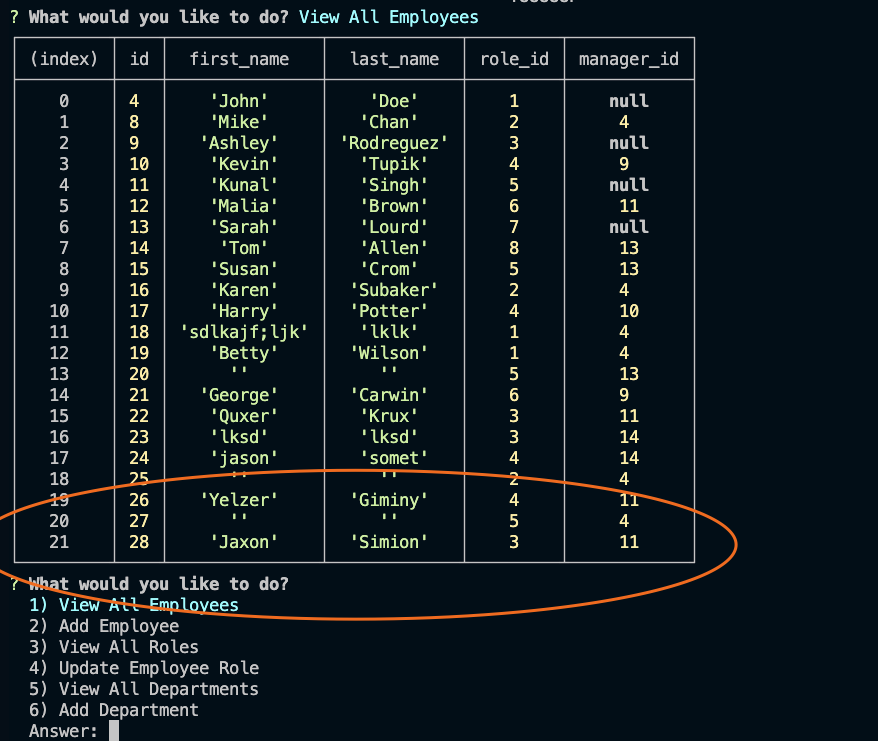 ? What would you like to do? View All Employees
(index) id first_name last_name role_id manager_id
0 4 'John' 'Doe' 1 null
1 8 'Mike' 'Chan' 2 4
2 9 'Ashley' 'Rodreguez' 3 null
3 10 'Kevin' 'Tupik' 4 9
4 11 'Kunal' 'Singh' 5 null
5 12 'Malia' 'Brown' 6 11
6 13 'Sarah' 'Lourd' 7 null
7 14 'Tom' 'Allen' 8 13
8 15 'Susan' 'Crom' 5 13
9 16 'Karen' 'Subaker' 2 4
10 17 'Harry' 'Potter' 4 10
11 18 'sdlkajf;ljk' 'lklk' 1 4
12 19 'Betty' 'Wilson' 1 4
13 20 '' '' 5 13
14 21 'George' 'Carwin' 6 9
15 22 'Quxer' 'Krux' 3 11
16 23 'lksd' 'lksd' 3 14
17 24 'jason' 'somet' 4 14
18 25 '' '' 2 4
19 26 'Yelzer' 'Giminy' 4 11
20 27 '' '' 5 4
21 28 'Jaxon' 'Simion' 3 11
? What would you like to do?
1) View All Employees
2) Add Employee
3) View All Roles
4) Update Employee Role
5) View All Departments
6) Add Department
Answer: